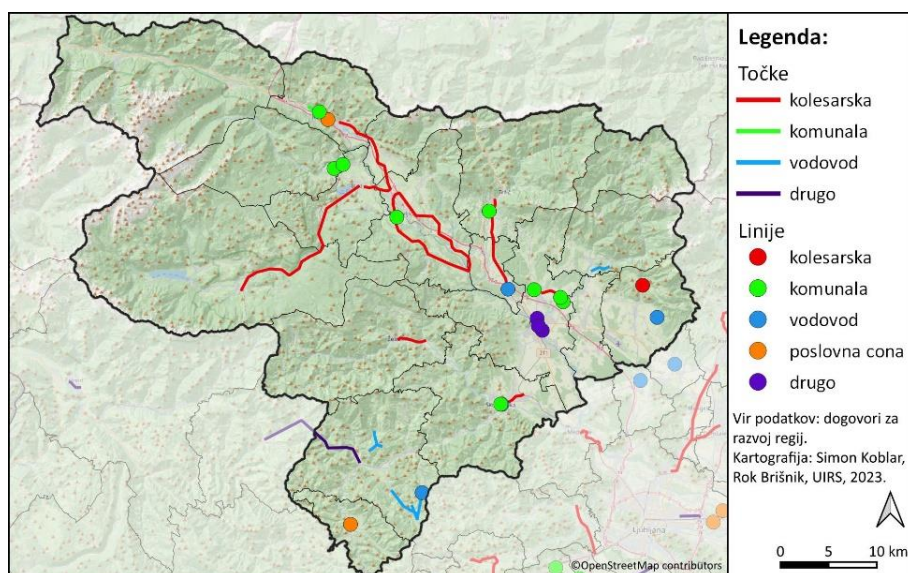 Legenda:
Točke
kolesarska
komunala
vodovod
drugo
Linije
kolesarska
komunala
vodovod
poslovna cona
drugo
Vir podatkov: dogovori za
razvoj regij.
Kartografija: Simon Koblar,
Rok Brišnik, UIRS, 2023.
0 5 10 km
©OpenStreetMap contributors
Ljubljana